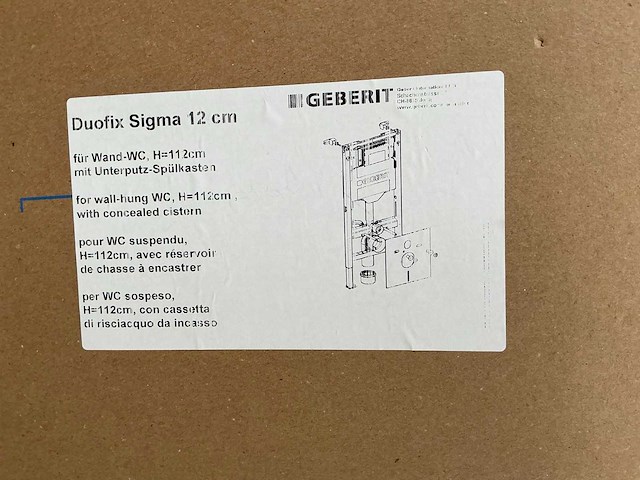 Duofix Sigma 12 cm
GEBERIT
für Wand-WC, H=112cm
mit Unterputz-Spülkasten
for wall-hung WC, H=112cm,
with concealed cistern
pour WC suspendu,
H=112cm, avec réservoir
de chasse à encastrer
per WC sospeso,
H=112cm, con cassetta
di risciacquo da incasso